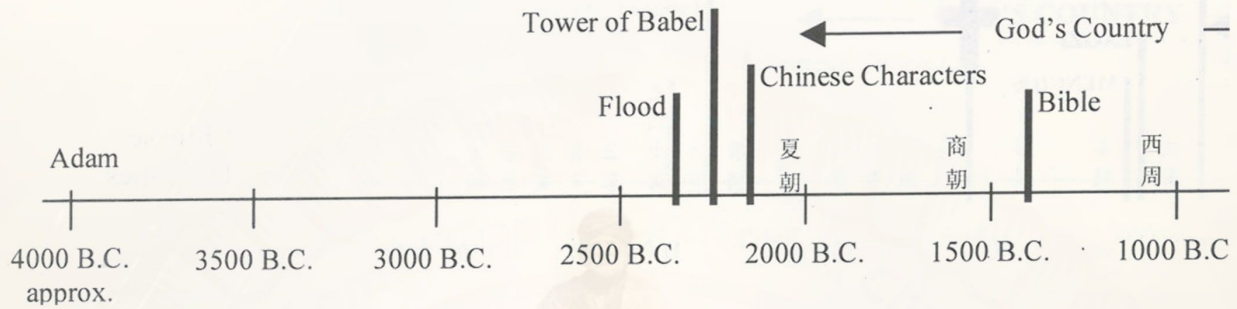 Tower of Babel
God's Country
Chinese Characters
Flood
Bible
Adam
夏朝
商朝
西周
4000 B.C.
approx.
3500 B.C.
3000 B.C.
2500 B.C.
2000 B.C.
1500 B.C.
1000 B.C